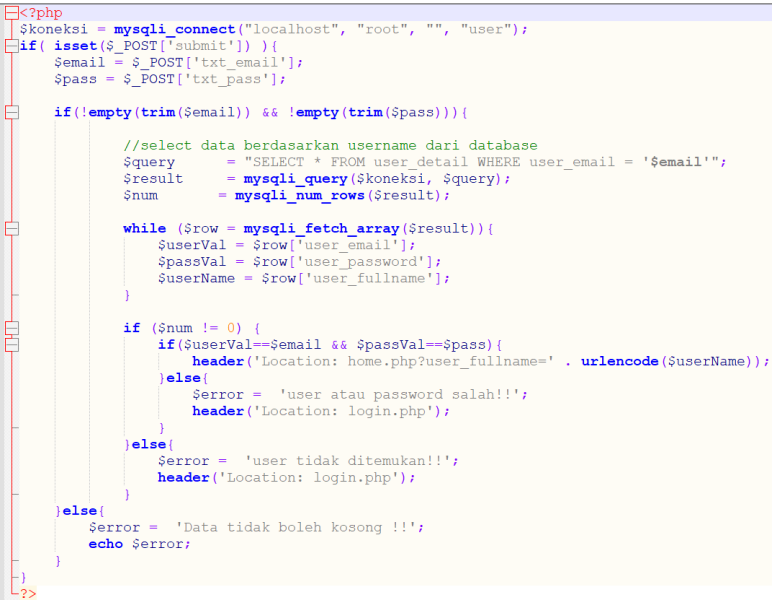 <?php
$koneksi = mysqli_connect("localhost", "root", "", "user");
if( isset($_POST['submit']) ){
    $email = $_POST['txt_email'];
    $pass = $_POST['txt_pass'];

    if(!empty(trim($email)) && !empty(trim($pass))){

            //select data berdasarkan username dari database
            $query      = "SELECT * FROM user_detail WHERE user_email = '$email'";
            $result     = mysqli_query($koneksi, $query);
            $num       = mysqli_num_rows($result);

            while ($row = mysqli_fetch_array($result)){
                $userVal = $row['user_email'];
                $passVal = $row['user_password'];
                $userName = $row['user_fullname'];
            }

            if ($num != 0) {
                if($userVal==$email && $passVal==$pass){
                    header('Location: home.php?user_fullname=' . urlencode($userName));
                }else{
                    $error =  'user atau password salah!!';
                    header('Location: login.php');
                }
            }else{
                $error =  'user tidak ditemukan!!';
                header('Location: login.php');
            }
    }else{
        $error =  'Data tidak boleh kosong !!';
        echo $error;
    }
}
?>